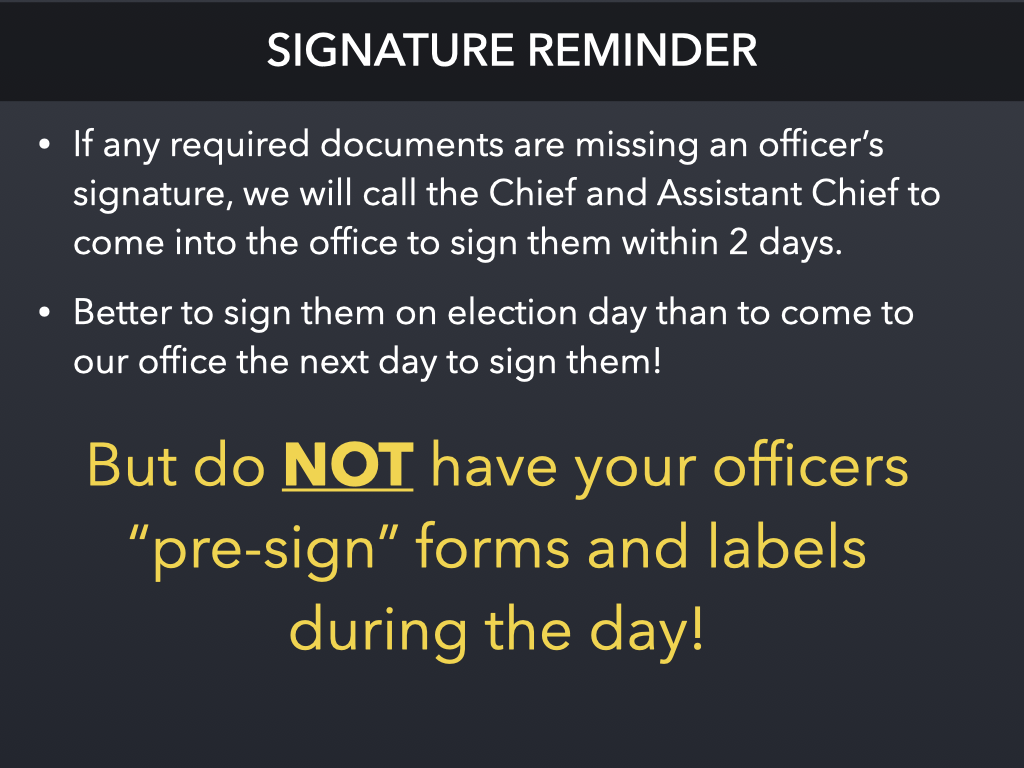 SIGNATURE REMINDER
• If any required documents are missing an officer’s
signature, we will call the Chief and Assistant Chief to
come into the office to sign them within 2 days.
• Better to sign them on election day than to come to
our office the next day to sign them!
But do NOT have your officers
“pre-sign” forms and labels
during the day!